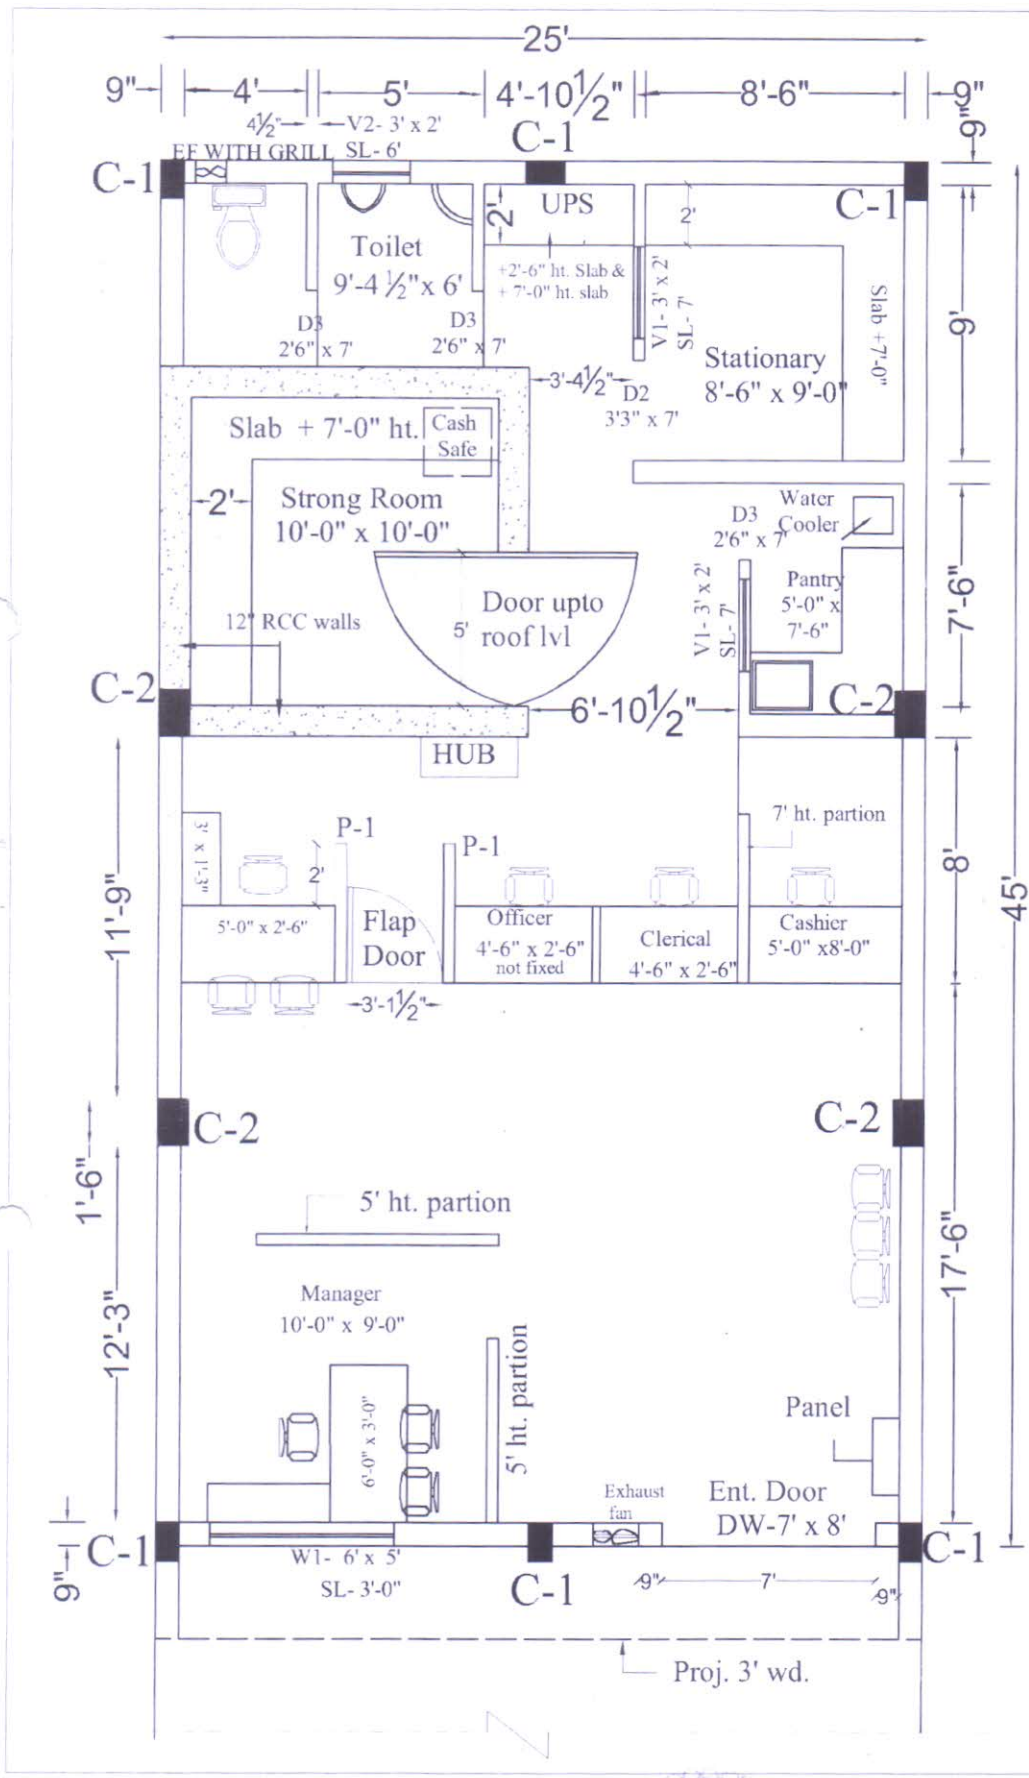 25'
9" 4' 5' 4'-10½" 8'-6" 9"
4½" V2- 3' x 2'
EF WITH GRILL SL- 6'
C-1
9"
C-1
C-1
UPS
2'
2'
Toilet
9'-4 ½"x 6'
+2'-6" ht. Slab &
+ 7'-0" ht. slab
V1- 3' x 2'
SL- 7'
Slab +7'-0"
9'
D3
2'6" x 7'
D3
2'6" x 7'
Stationary
8'-6" x 9'-0"
3'-4½"
D2
3'3" x 7'
Slab + 7'-0" ht.
Cash
Safe
2'
Strong Room
10'-0" x 10'-0"
Water
Cooler
D3
2'6" x 7'
Pantry
5'-0" x
7'-6"
7'-6"
V1- 3' x 2'
SL- 7'
Door upto
roof lvl
5'
12" RCC walls
C-2
C-2
6'-10½"
HUB
7' ht. partion
P-1
P-1
3' x 1'-3"
2'
8'
45'
11'-9"
5'-0" x 2'-6"
Flap
Door
Officer
4'-6" x 2'-6"
not fixed
Clerical
4'-6" x 2'-6"
Cashier
5'-0" x8'-0"
3'-1½"
C-2
C-2
1'-6"
5' ht. partion
17'-6"
Manager
10'-0" x 9'-0"
12'-3"
5' ht. partion
6'-0" x 3'-0"
Panel
Exhaust
fan
Ent. Door
DW-7' x 8'
C-1
C-1
9"
W1- 6' x 5'
SL- 3'-0"
C-1
9" 7' 9"
Proj. 3' wd.